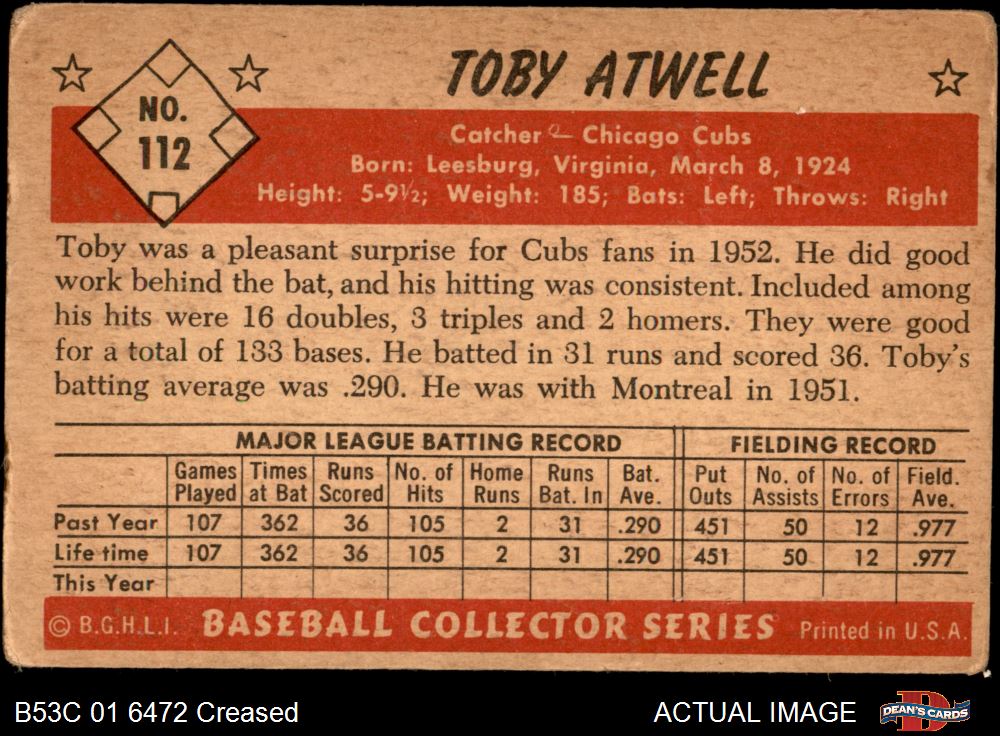 NO.
112
TOBY ATWELL
Catcher — Chicago Cubs
Born: Leesburg, Virginia, March 8, 1924
Height: 5-9½; Weight: 185; Bats: Left; Throws: Right
Toby was a pleasant surprise for Cubs fans in 1952. He did good
work behind the bat, and his hitting was consistent. Included among
his hits were 16 doubles, 3 triples and 2 homers. They were good
for a total of 133 bases. He batted in 31 runs and scored 36. Toby's
batting average was .290. He was with Montreal in 1951.
MAJOR LEAGUE BATTING RECORD FIELDING RECORD
Games Times Runs No. of Home Runs Bat. Put No. of No. of Field.
Played at Bat Scored Hits Runs Bat. In Ave. Outs Assists Errors Ave.
Past Year 107 362 36 105 2 31 .290 451 50 12 .977
Life time 107 362 36 105 2 31 .290 451 50 12 .977
This Year
© B.G.H.L.I. BASEBALL COLLECTOR SERIES Printed in U.S.A.
B53C 01 6472 Creased ACTUAL IMAGE DEAN'S CARDS